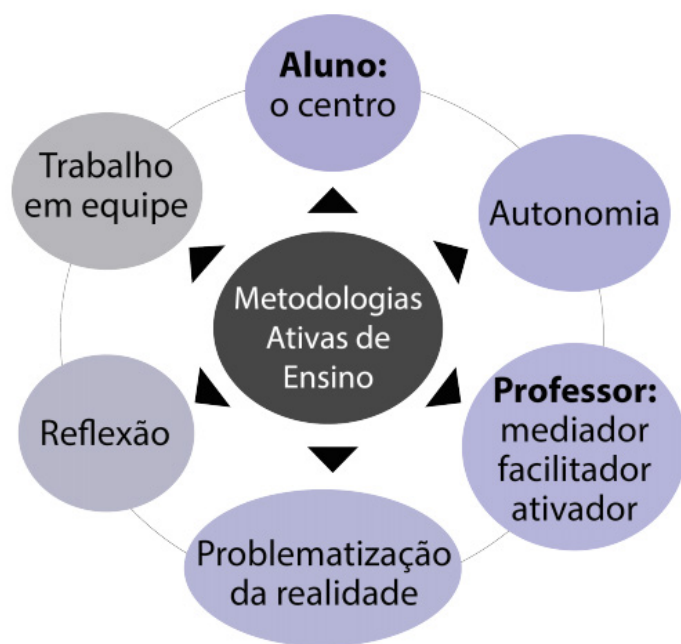 Aluno:
o centro
Autonomia
Professor:
mediador
facilitador
ativador
Problematização
da realidade
Reflexão
Trabalho
em equipe
Metodologias
Ativas de
Ensino